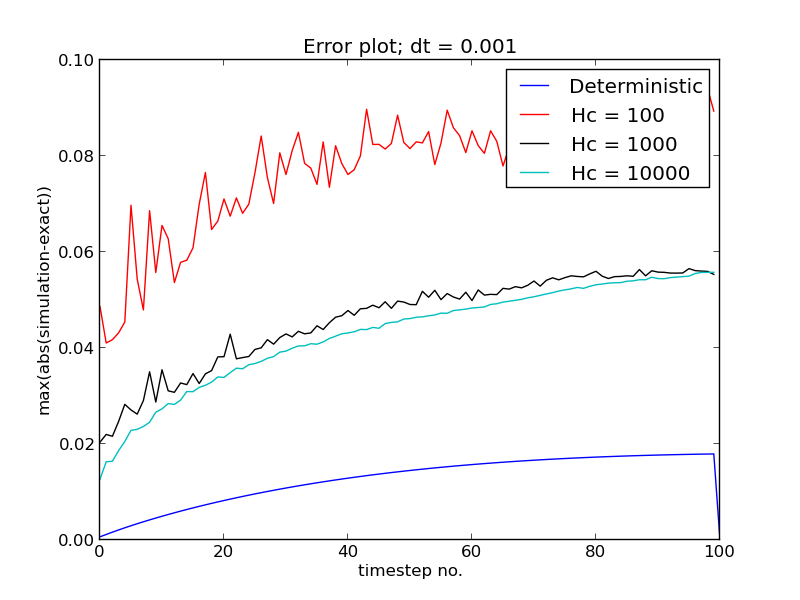 Error plot; dt = 0.001
max(abs(simulation-exact))
0.10
0.08
0.06
0.04
0.02
0.00
Deterministic
Hc = 100
Hc = 1000
Hc = 10000
0 20 40 60 80 100
timestep no.